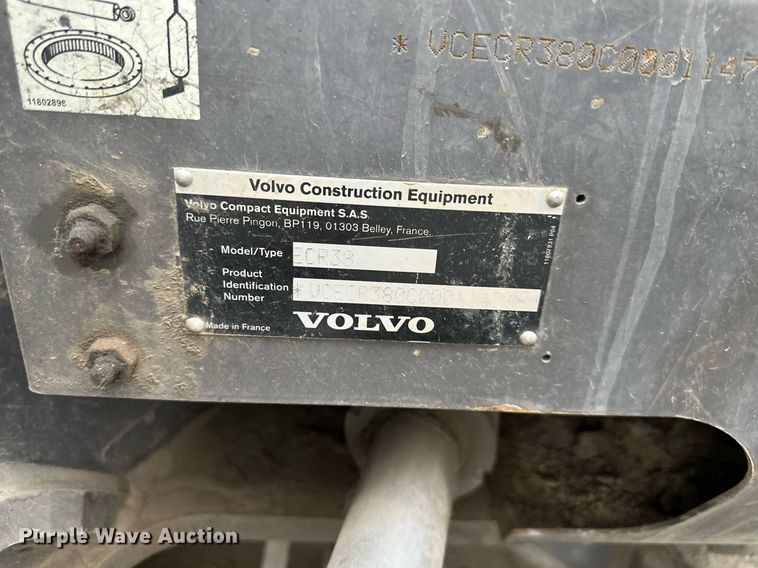 11802898
* VCECR380C0001147
Volvo Construction Equipment
Volvo Compact Equipment S.A.S
Rue Pierre Pingon, BP119, 01303 Belley, France.
Model/Type ECR38
Product
Identification
Number
Made in France
VOLVO
Purple Wave Auction